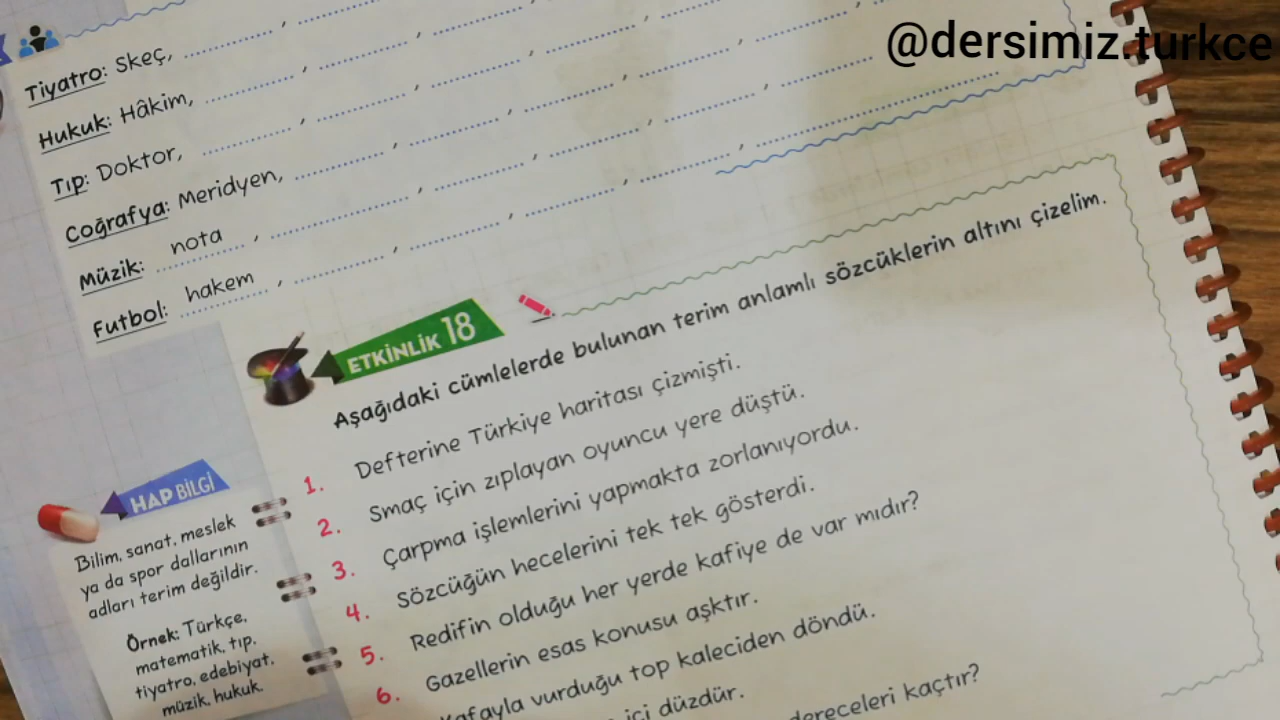 @dersimiz.turkce
Tiyatro: Skeç,
Hukuk: Hâkim,
Tıp: Doktor,
Coğrafya: Meridyen,
Müzik: nota
Futbol: hakem
ETKİNLİK 18
Aşağıdaki cümlelerde bulunan terim anlamlı sözcüklerin altını çizelim.
1. Defterine Türkiye haritası çizmişti.
2. Smaç için zıplayan oyuncu yere düştü.
3. Çarpma işlemlerini yapmakta zorlanıyordu.
4. Sözcüğün hecelerini tek tek gösterdi.
5. Redifin olduğu her yerde kafiye de var mıdır?
6. Gazellerin esas konusu aşktır.
Kafayla vurduğu top kaleciden döndü.
içi düzdür.
dereceleri kaçtır?
HAP BİLGİ
Bilim, sanat, meslek
ya da spor dallarının
adları terim değildir.
Örnek: Türkçe,
matematik, tıp,
tiyatro, edebiyat,
müzik, hukuk.